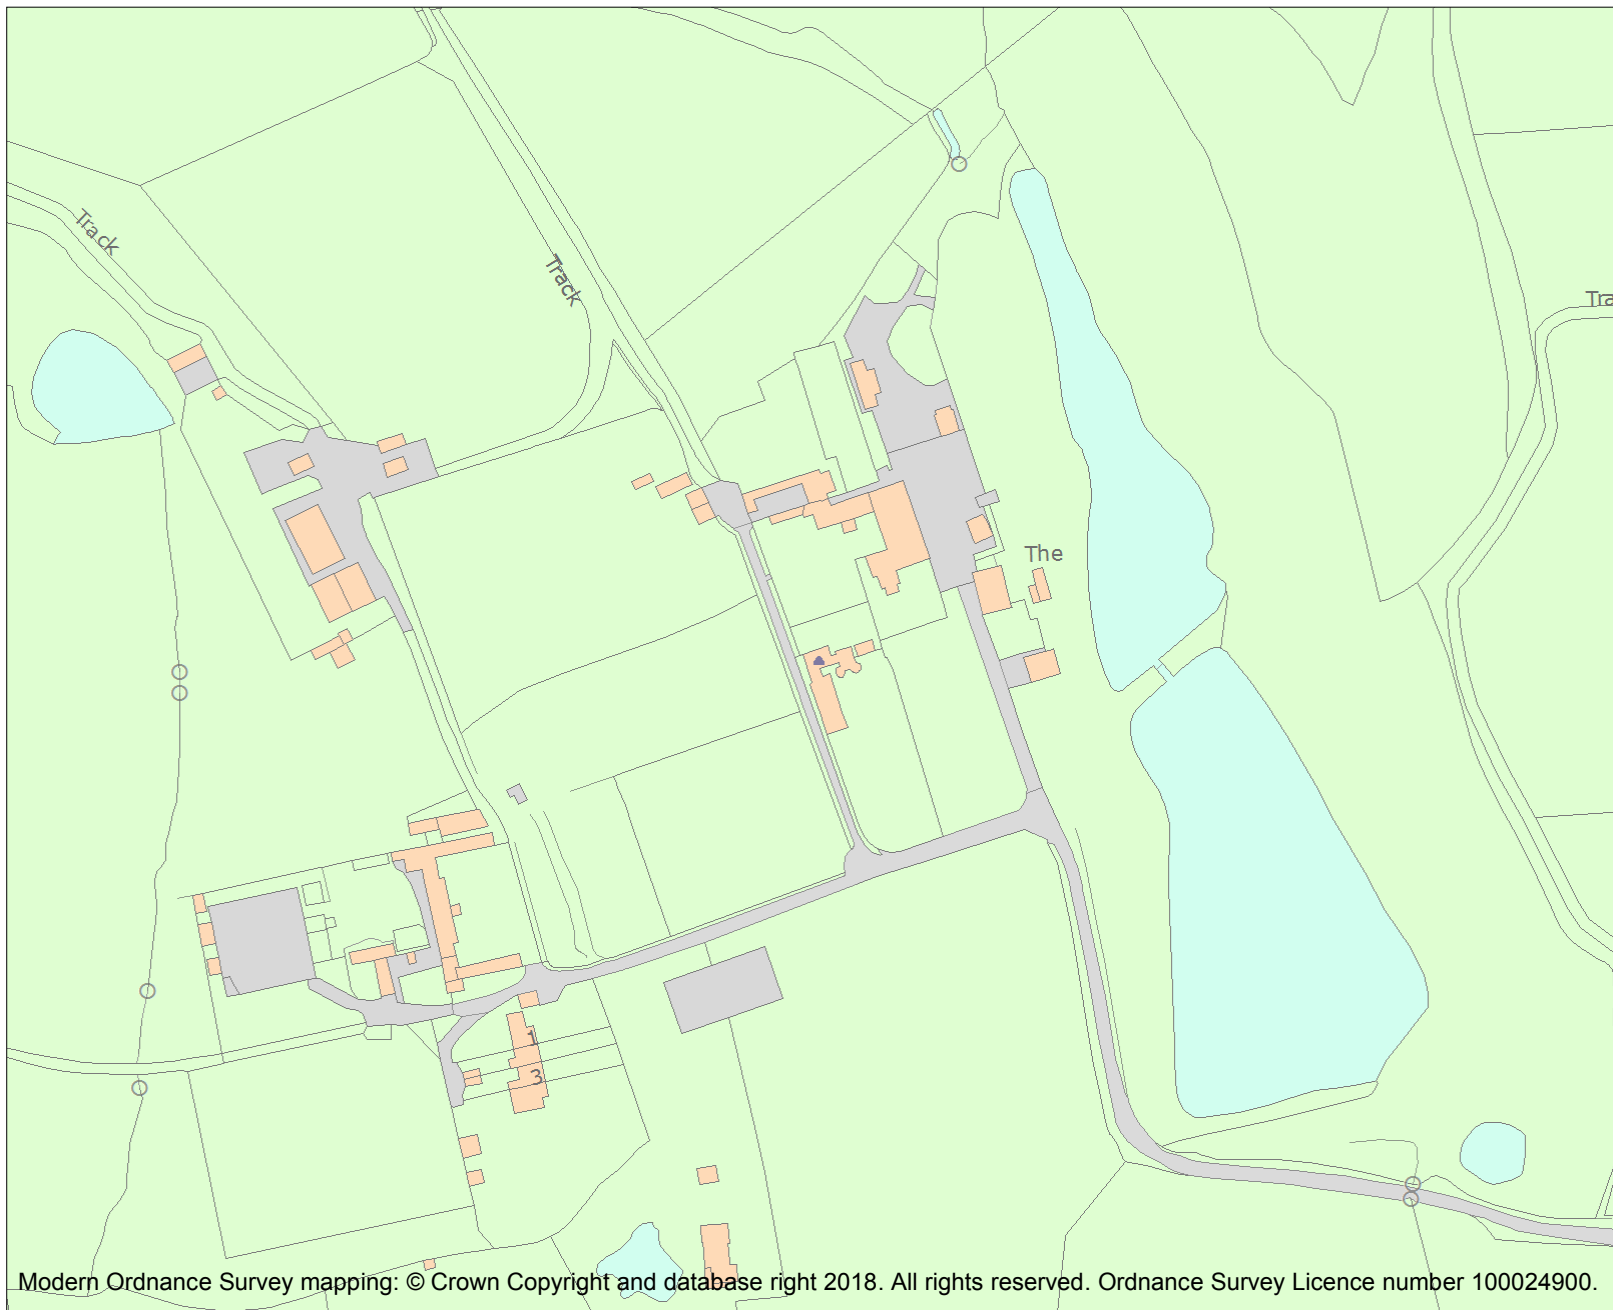 Track
Track
Tra
The
1
3
Modern Ordnance Survey mapping: © Crown Copyright and database right 2018. All rights reserved. Ordnance Survey Licence number 100024900.